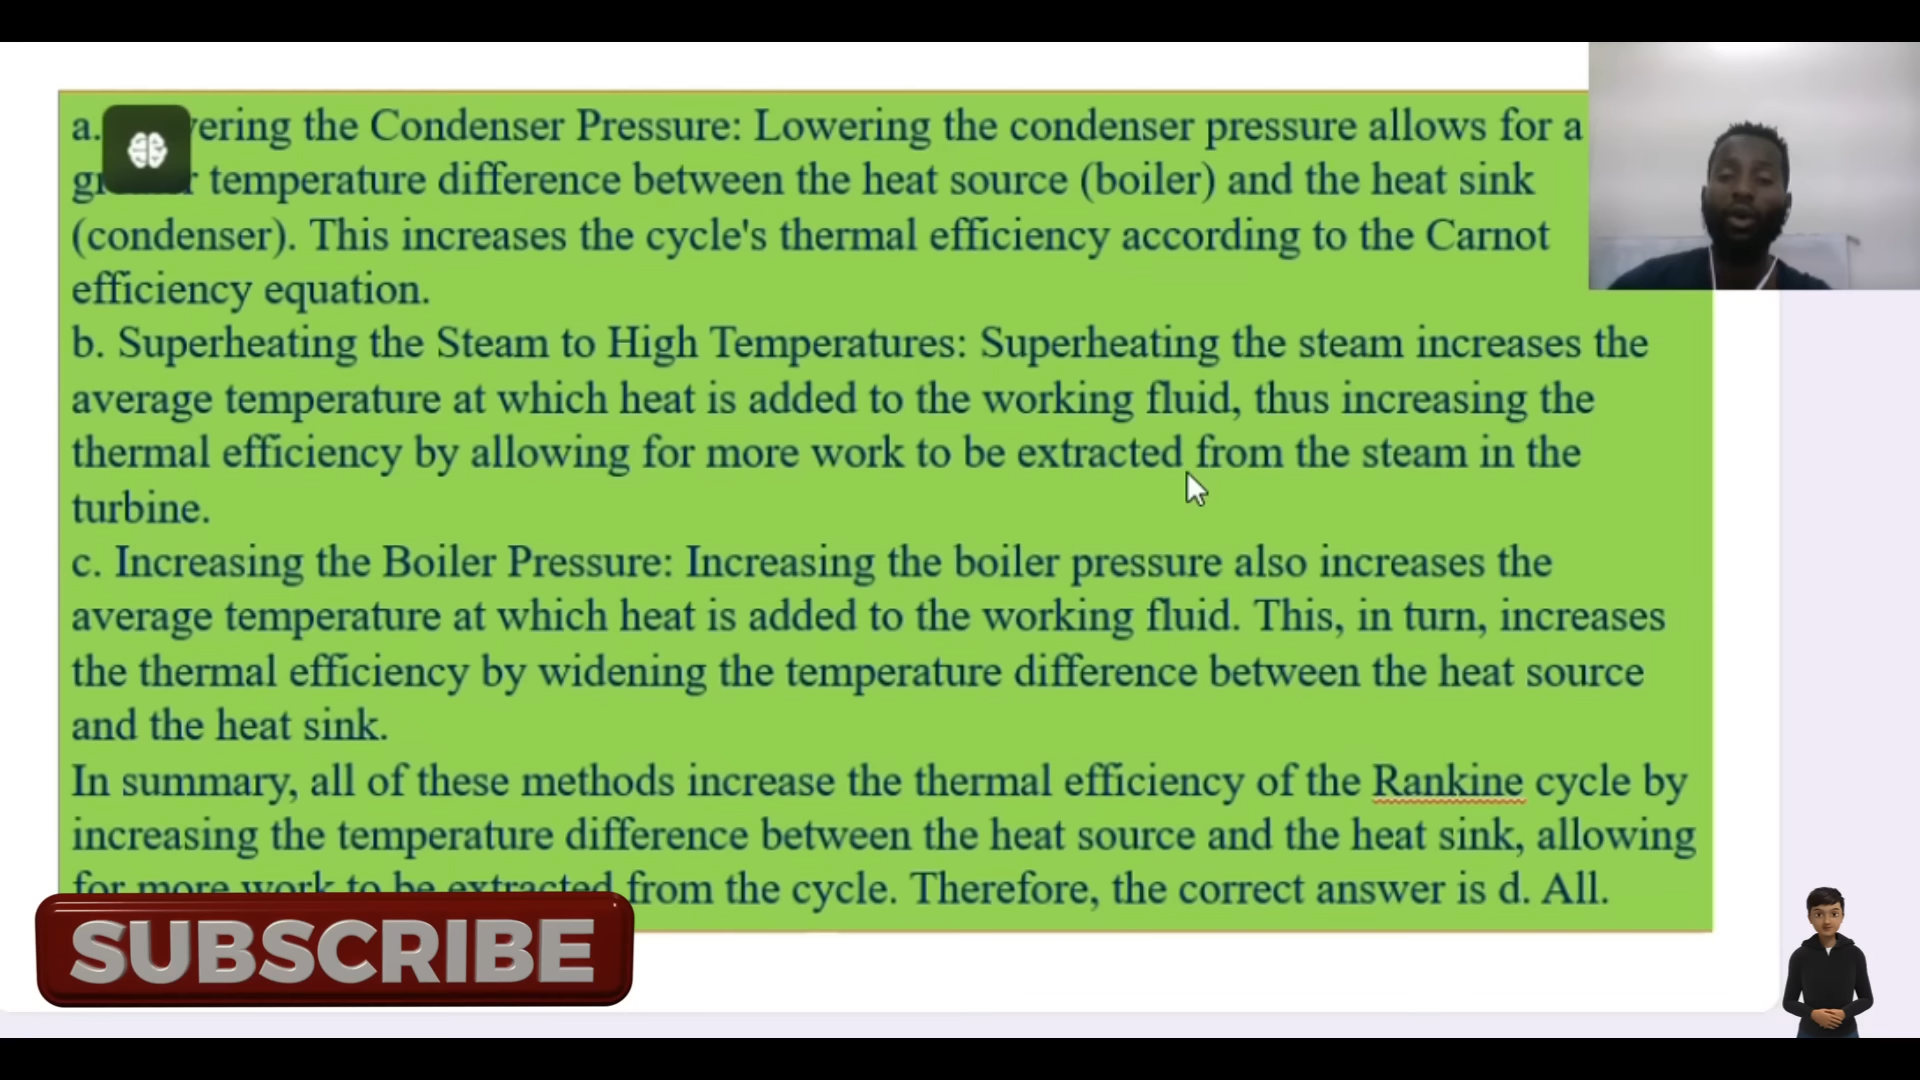 a. vering the Condenser Pressure: Lowering the condenser pressure allows for a
temperature difference between the heat source (boiler) and the heat sink
(condenser). This increases the cycle's thermal efficiency according to the Carnot
efficiency equation.
b. Superheating the Steam to High Temperatures: Superheating the steam increases the
average temperature at which heat is added to the working fluid, thus increasing the
thermal efficiency by allowing for more work to be extracted from the steam in the
turbine.
c. Increasing the Boiler Pressure: Increasing the boiler pressure also increases the
average temperature at which heat is added to the working fluid. This, in turn, increases
the thermal efficiency by widening the temperature difference between the heat source
and the heat sink.
In summary, all of these methods increase the thermal efficiency of the Rankine cycle by
increasing the temperature difference between the heat source and the heat sink, allowing
for more work to be extracted from the cycle. Therefore, the correct answer is d. All.
SUBSCRIBE